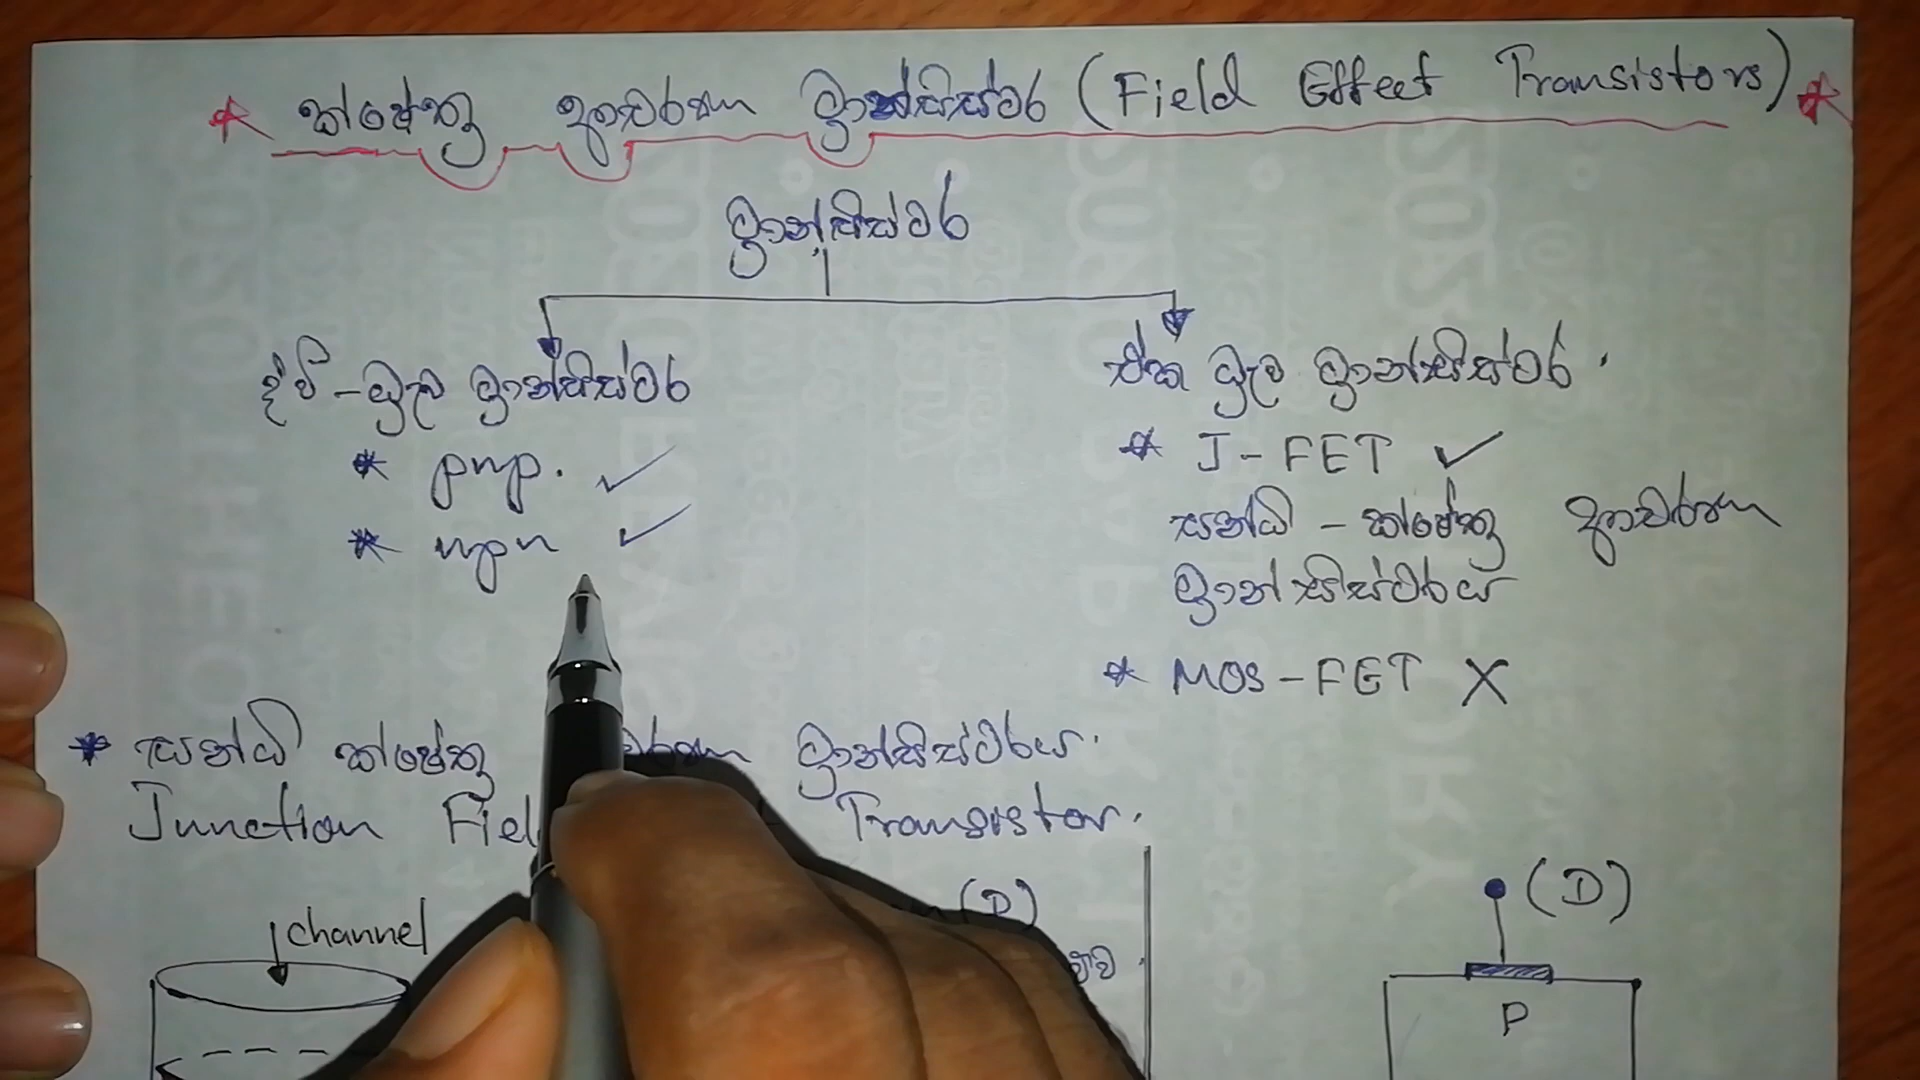 * ක්ෂේත්‍ර ආචරණ ට්‍රාන්සිස්ටර (Field Effect Transistors) *
ට්‍රාන්සිස්ටර
ද්වි - ධ්‍රැව ට්‍රාන්සිස්ටර
* pnp. ✓
* npn ✓
ඒක ධ්‍රැව ට්‍රාන්සිස්ටර .
* J - FET ✓
සන්ධි - ක්ෂේත්‍ර ආචරණ
ට්‍රාන්සිස්ටරය
* MOS - FET X
* සන්ධි ක්ෂේත්‍ර ට්‍රාන්සිස්ටරය.
Junction Transistor.
channel
(D)
(D)
P